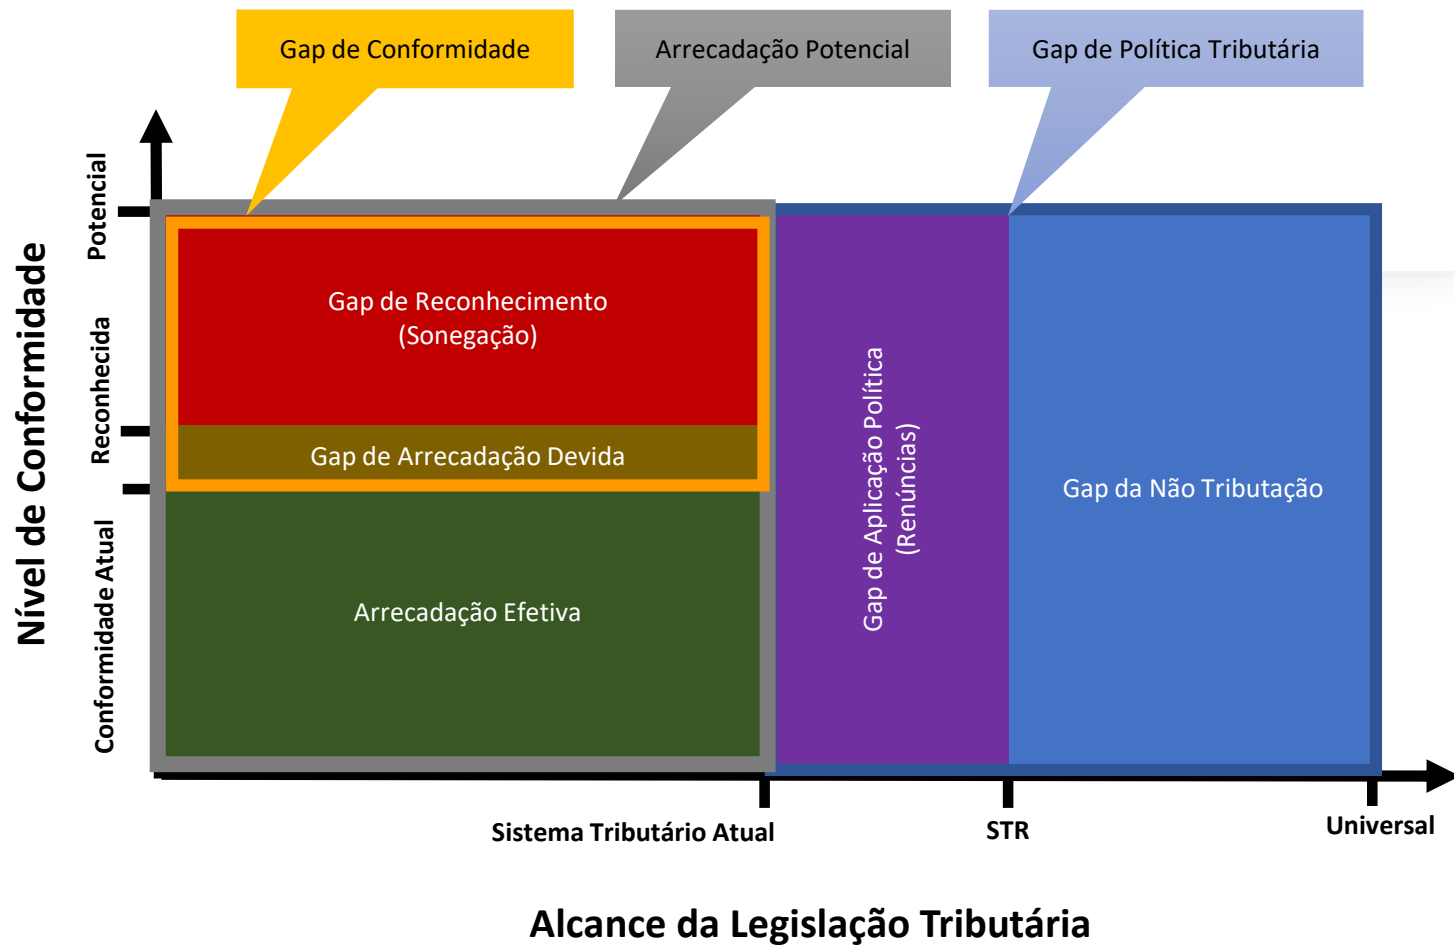 Gap de Conformidade
Arrecadação Potencial
Gap de Política Tributária
Nível de Conformidade
Potencial
Reconhecida
Conformidade Atual
Gap de Reconhecimento
(Sonegação)
Gap de Arrecadação Devida
Arrecadação Efetiva
Gap de Aplicação Política
(Renúncias)
Gap da Não Tributação
Sistema Tributário Atual
STR
Universal
Alcance da Legislação Tributária